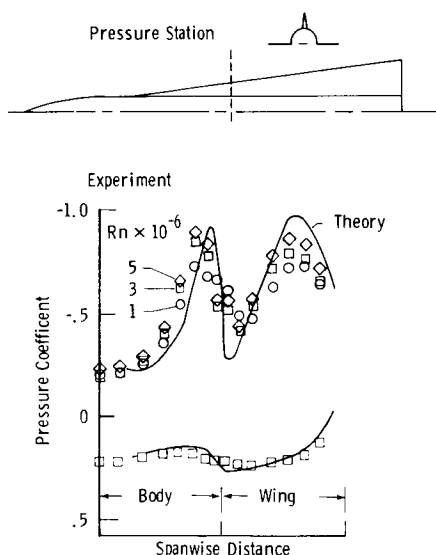 Pressure Station
Experiment
-1.0
Rn × 10-6
Theory
5
3
1
-.5
0
.5
Pressure Coefficent
Body
Wing
Spanwise Distance